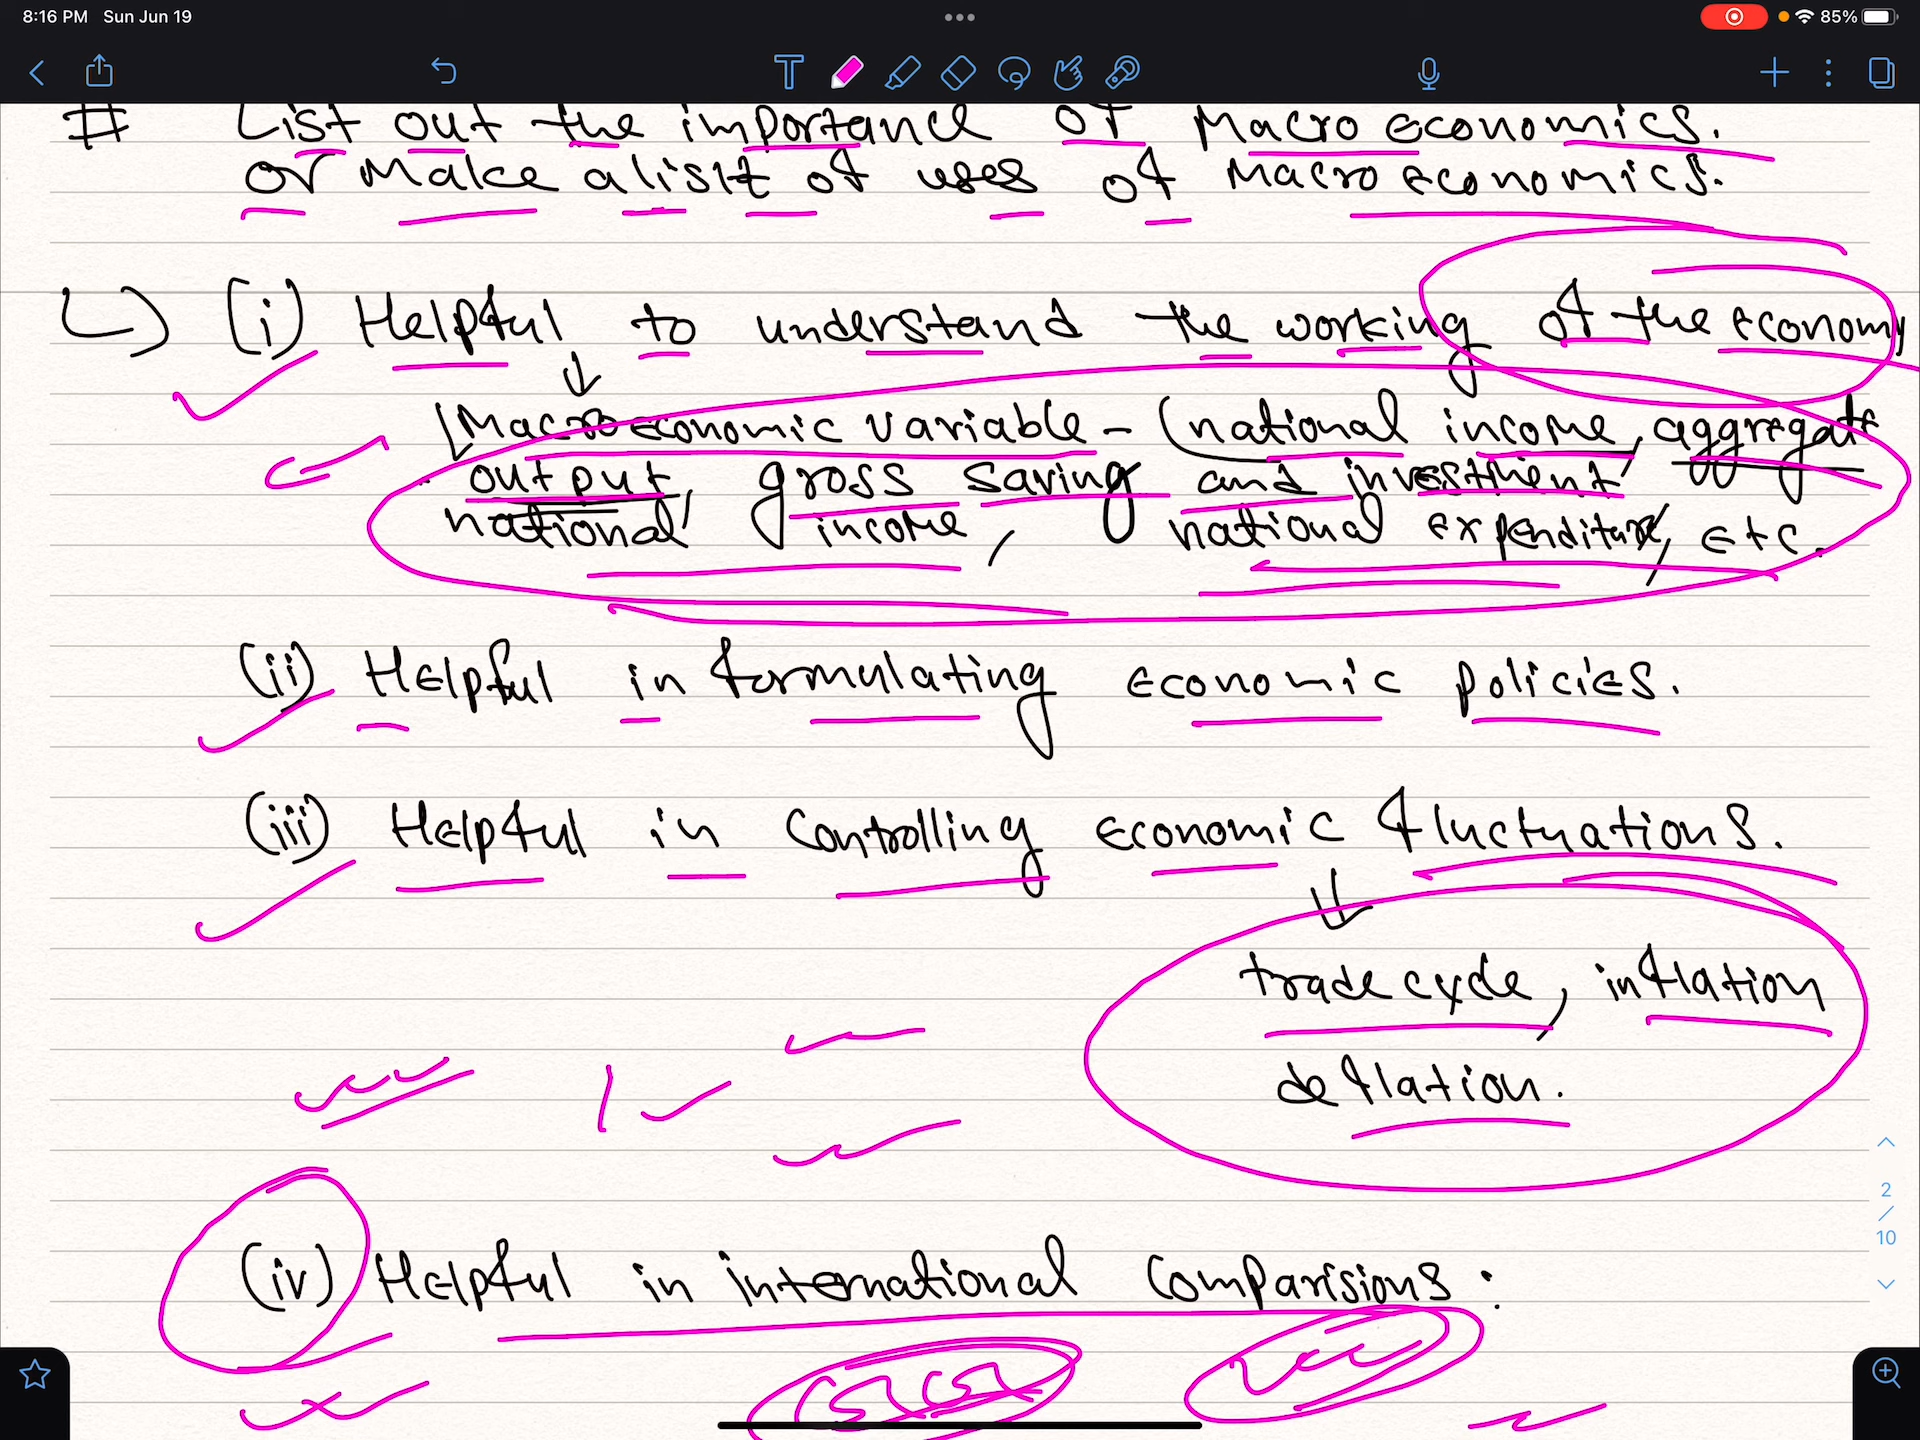 8:16 PM Sun Jun 19
85%
# List out the importance of Macro economics.
or Make a lisit of uses of Macro economics.
(i) Helpful to understand the working of the economy
Macroeconomic variable - (national income, aggregate
output, gross saving and investment,
national income, national expenditure, etc.
(ii) Helpful in formulating economic policies.
(iii) Helpful in controlling economic fluctuations.
trade cycle, inflation
deflation.
2
/
10
(iv) Helpful in international comparisions: